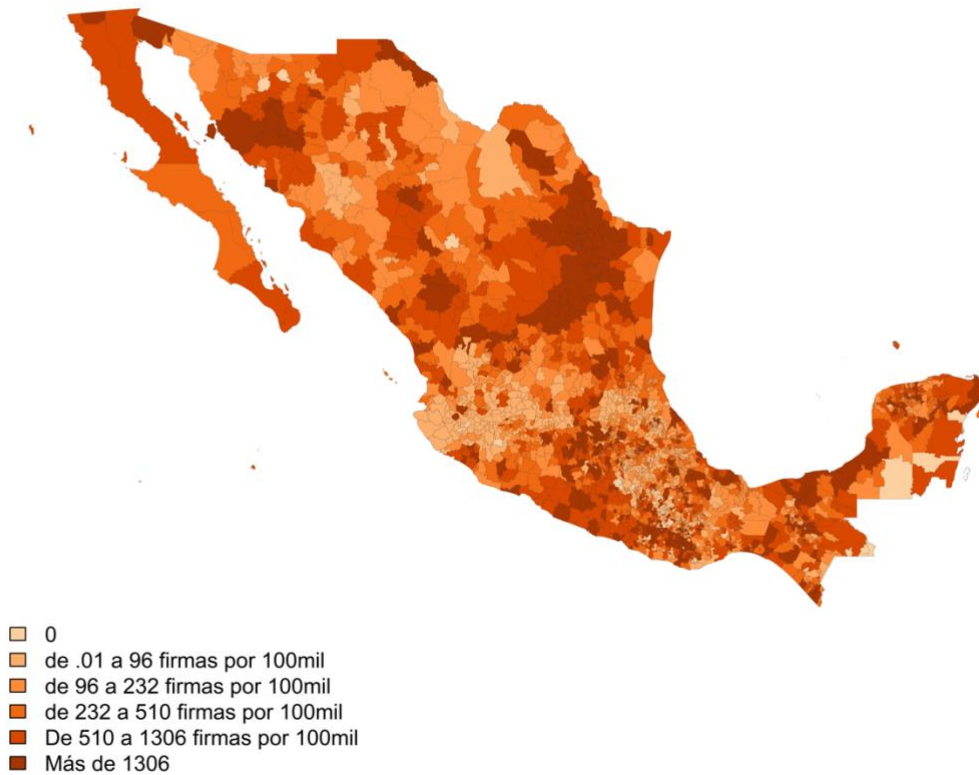 0
de .01 a 96 firmas por 100mil
de 96 a 232 firmas por 100mil
de 232 a 510 firmas por 100mil
De 510 a 1306 firmas por 100mil
Más de 1306